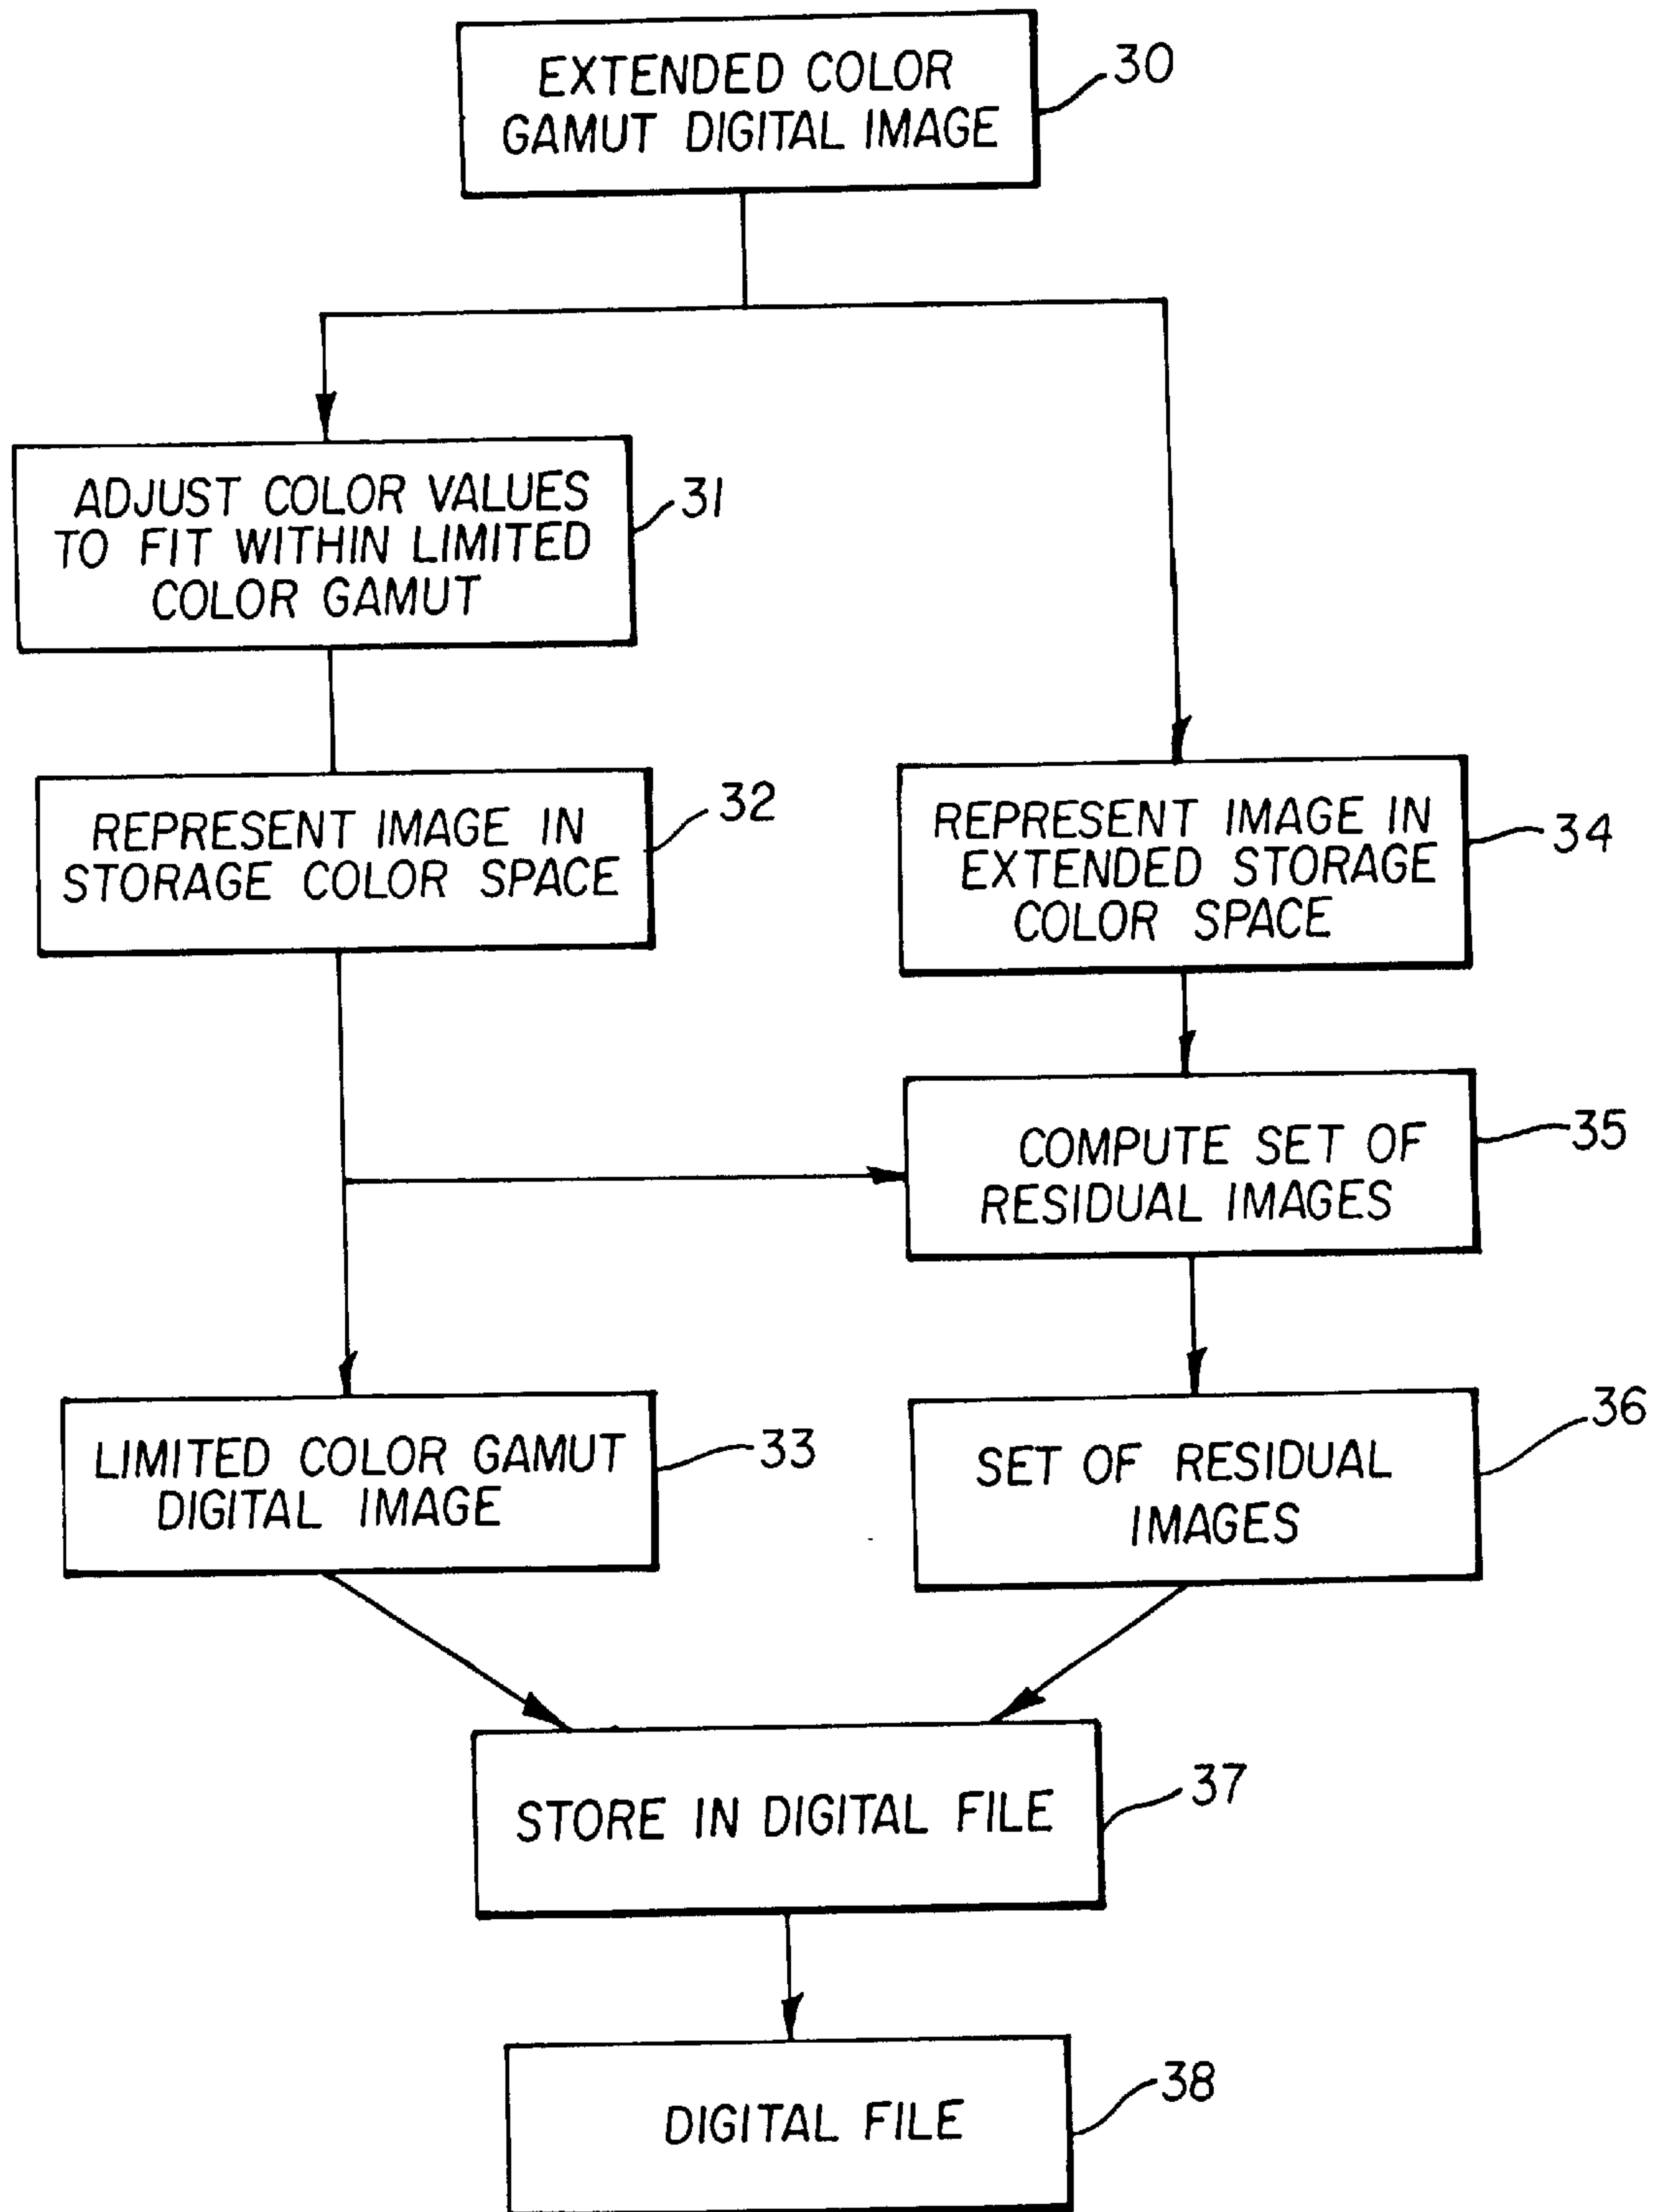 EXTENDED COLOR
GAMUT DIGITAL IMAGE
30
ADJUST COLOR VALUES
TO FIT WITHIN LIMITED
COLOR GAMUT
31
REPRESENT IMAGE IN
STORAGE COLOR SPACE
32
REPRESENT IMAGE IN
EXTENDED STORAGE
COLOR SPACE
34
COMPUTE SET OF
RESIDUAL IMAGES
35
LIMITED COLOR GAMUT
DIGITAL IMAGE
33
SET OF RESIDUAL
IMAGES
36
STORE IN DIGITAL FILE
37
DIGITAL FILE
38